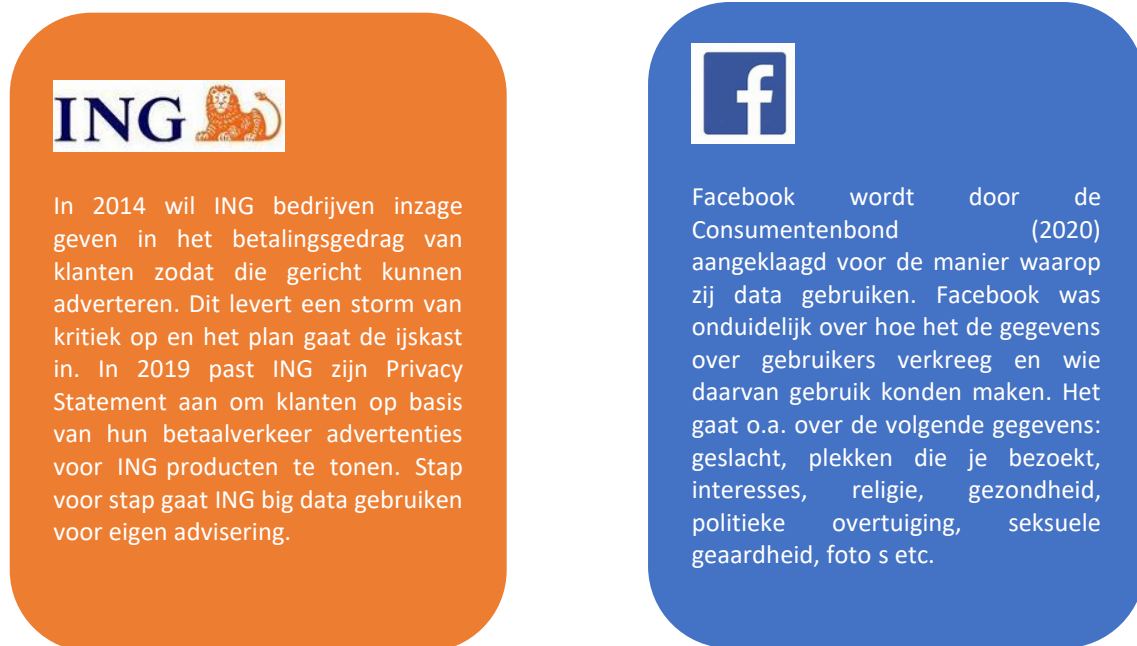 ING
In 2014 wil ING bedrijven inzage
geven in het betalingsgedrag van
klanten zodat die gericht kunnen
adverteren. Dit levert een storm van
kritiek op en het plan gaat de ijskast
in. In 2019 past ING zijn Privacy
Statement aan om klanten op basis
van hun betaalverkeer advertenties
voor ING producten te tonen. Stap
voor stap gaat ING big data gebruiken
voor eigen advisering.
f
Facebook wordt door de
Consumentenbond (2020)
aangeklaagd voor de manier waarop
zij data gebruiken. Facebook was
onduidelijk over hoe het de gegevens
over gebruikers verkreeg en wie
daarvan gebruik konden maken. Het
gaat o.a. over de volgende gegevens:
geslacht, plekken die je bezoekt,
interesses, religie, gezondheid,
politieke overtuiging, seksuele
geaardheid, foto s etc.